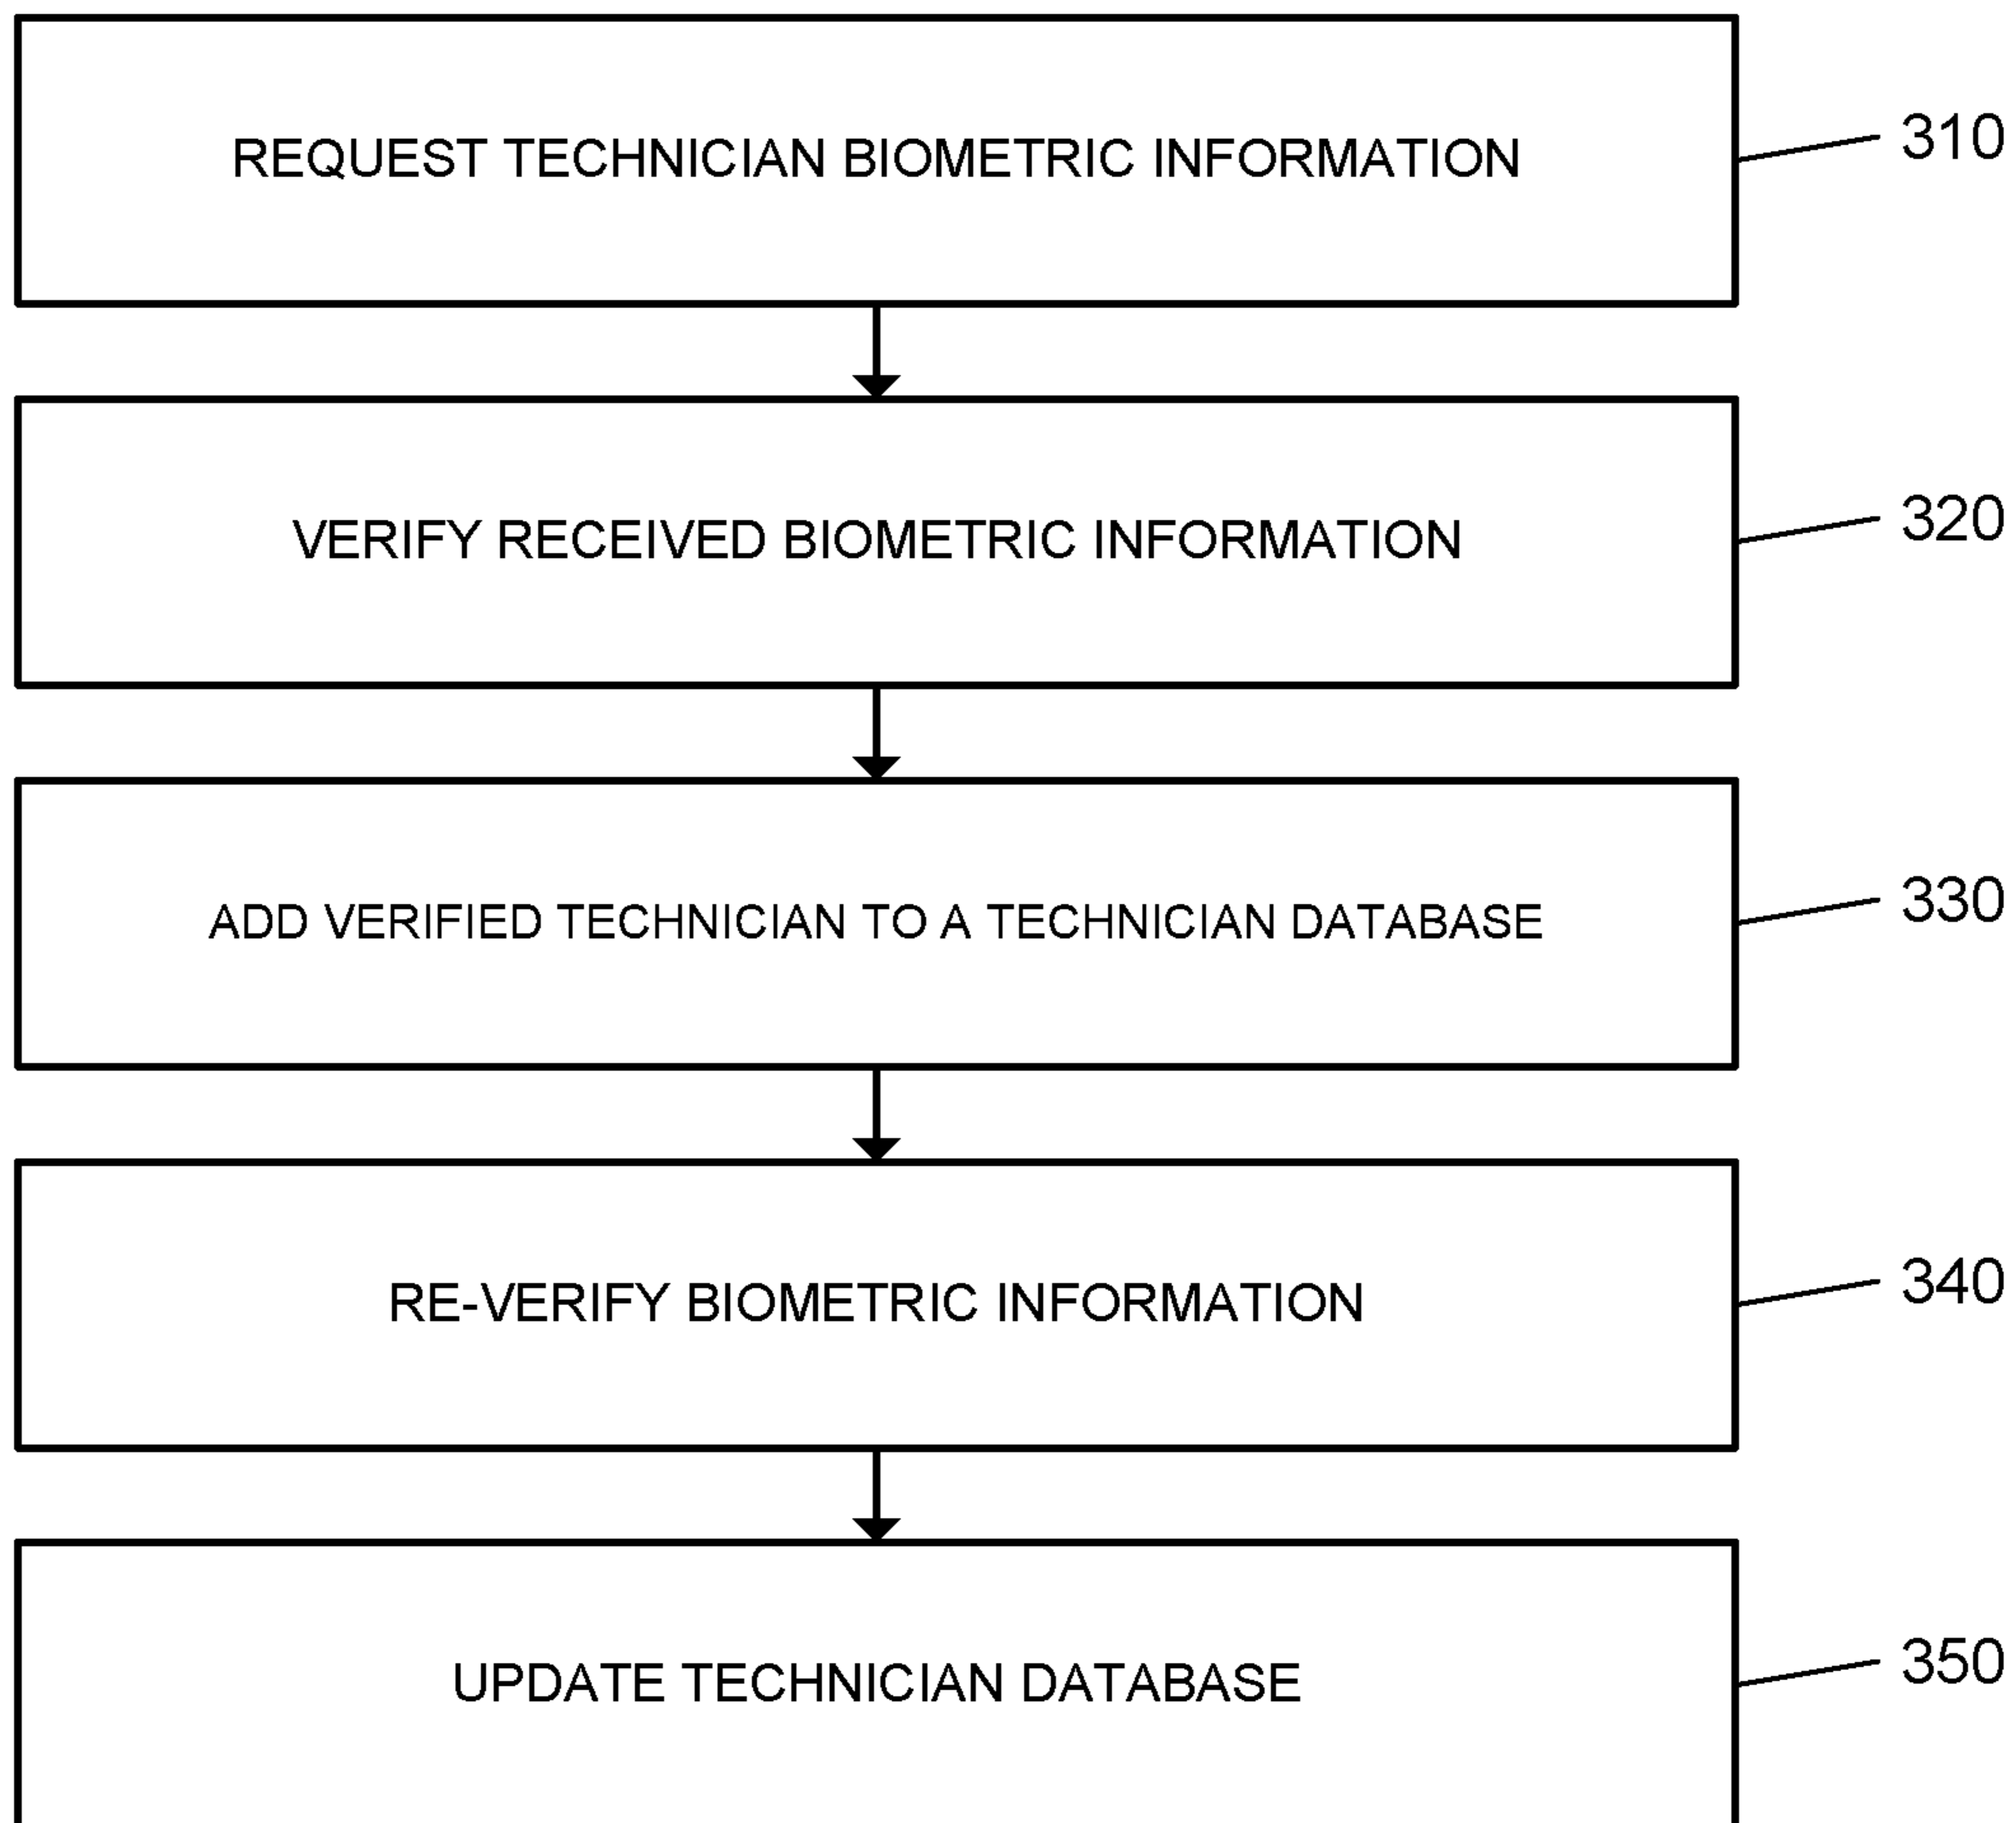 REQUEST TECHNICIAN BIOMETRIC INFORMATION
310
VERIFY RECEIVED BIOMETRIC INFORMATION
320
ADD VERIFIED TECHNICIAN TO A TECHNICIAN DATABASE
330
RE-VERIFY BIOMETRIC INFORMATION
340
UPDATE TECHNICIAN DATABASE
350